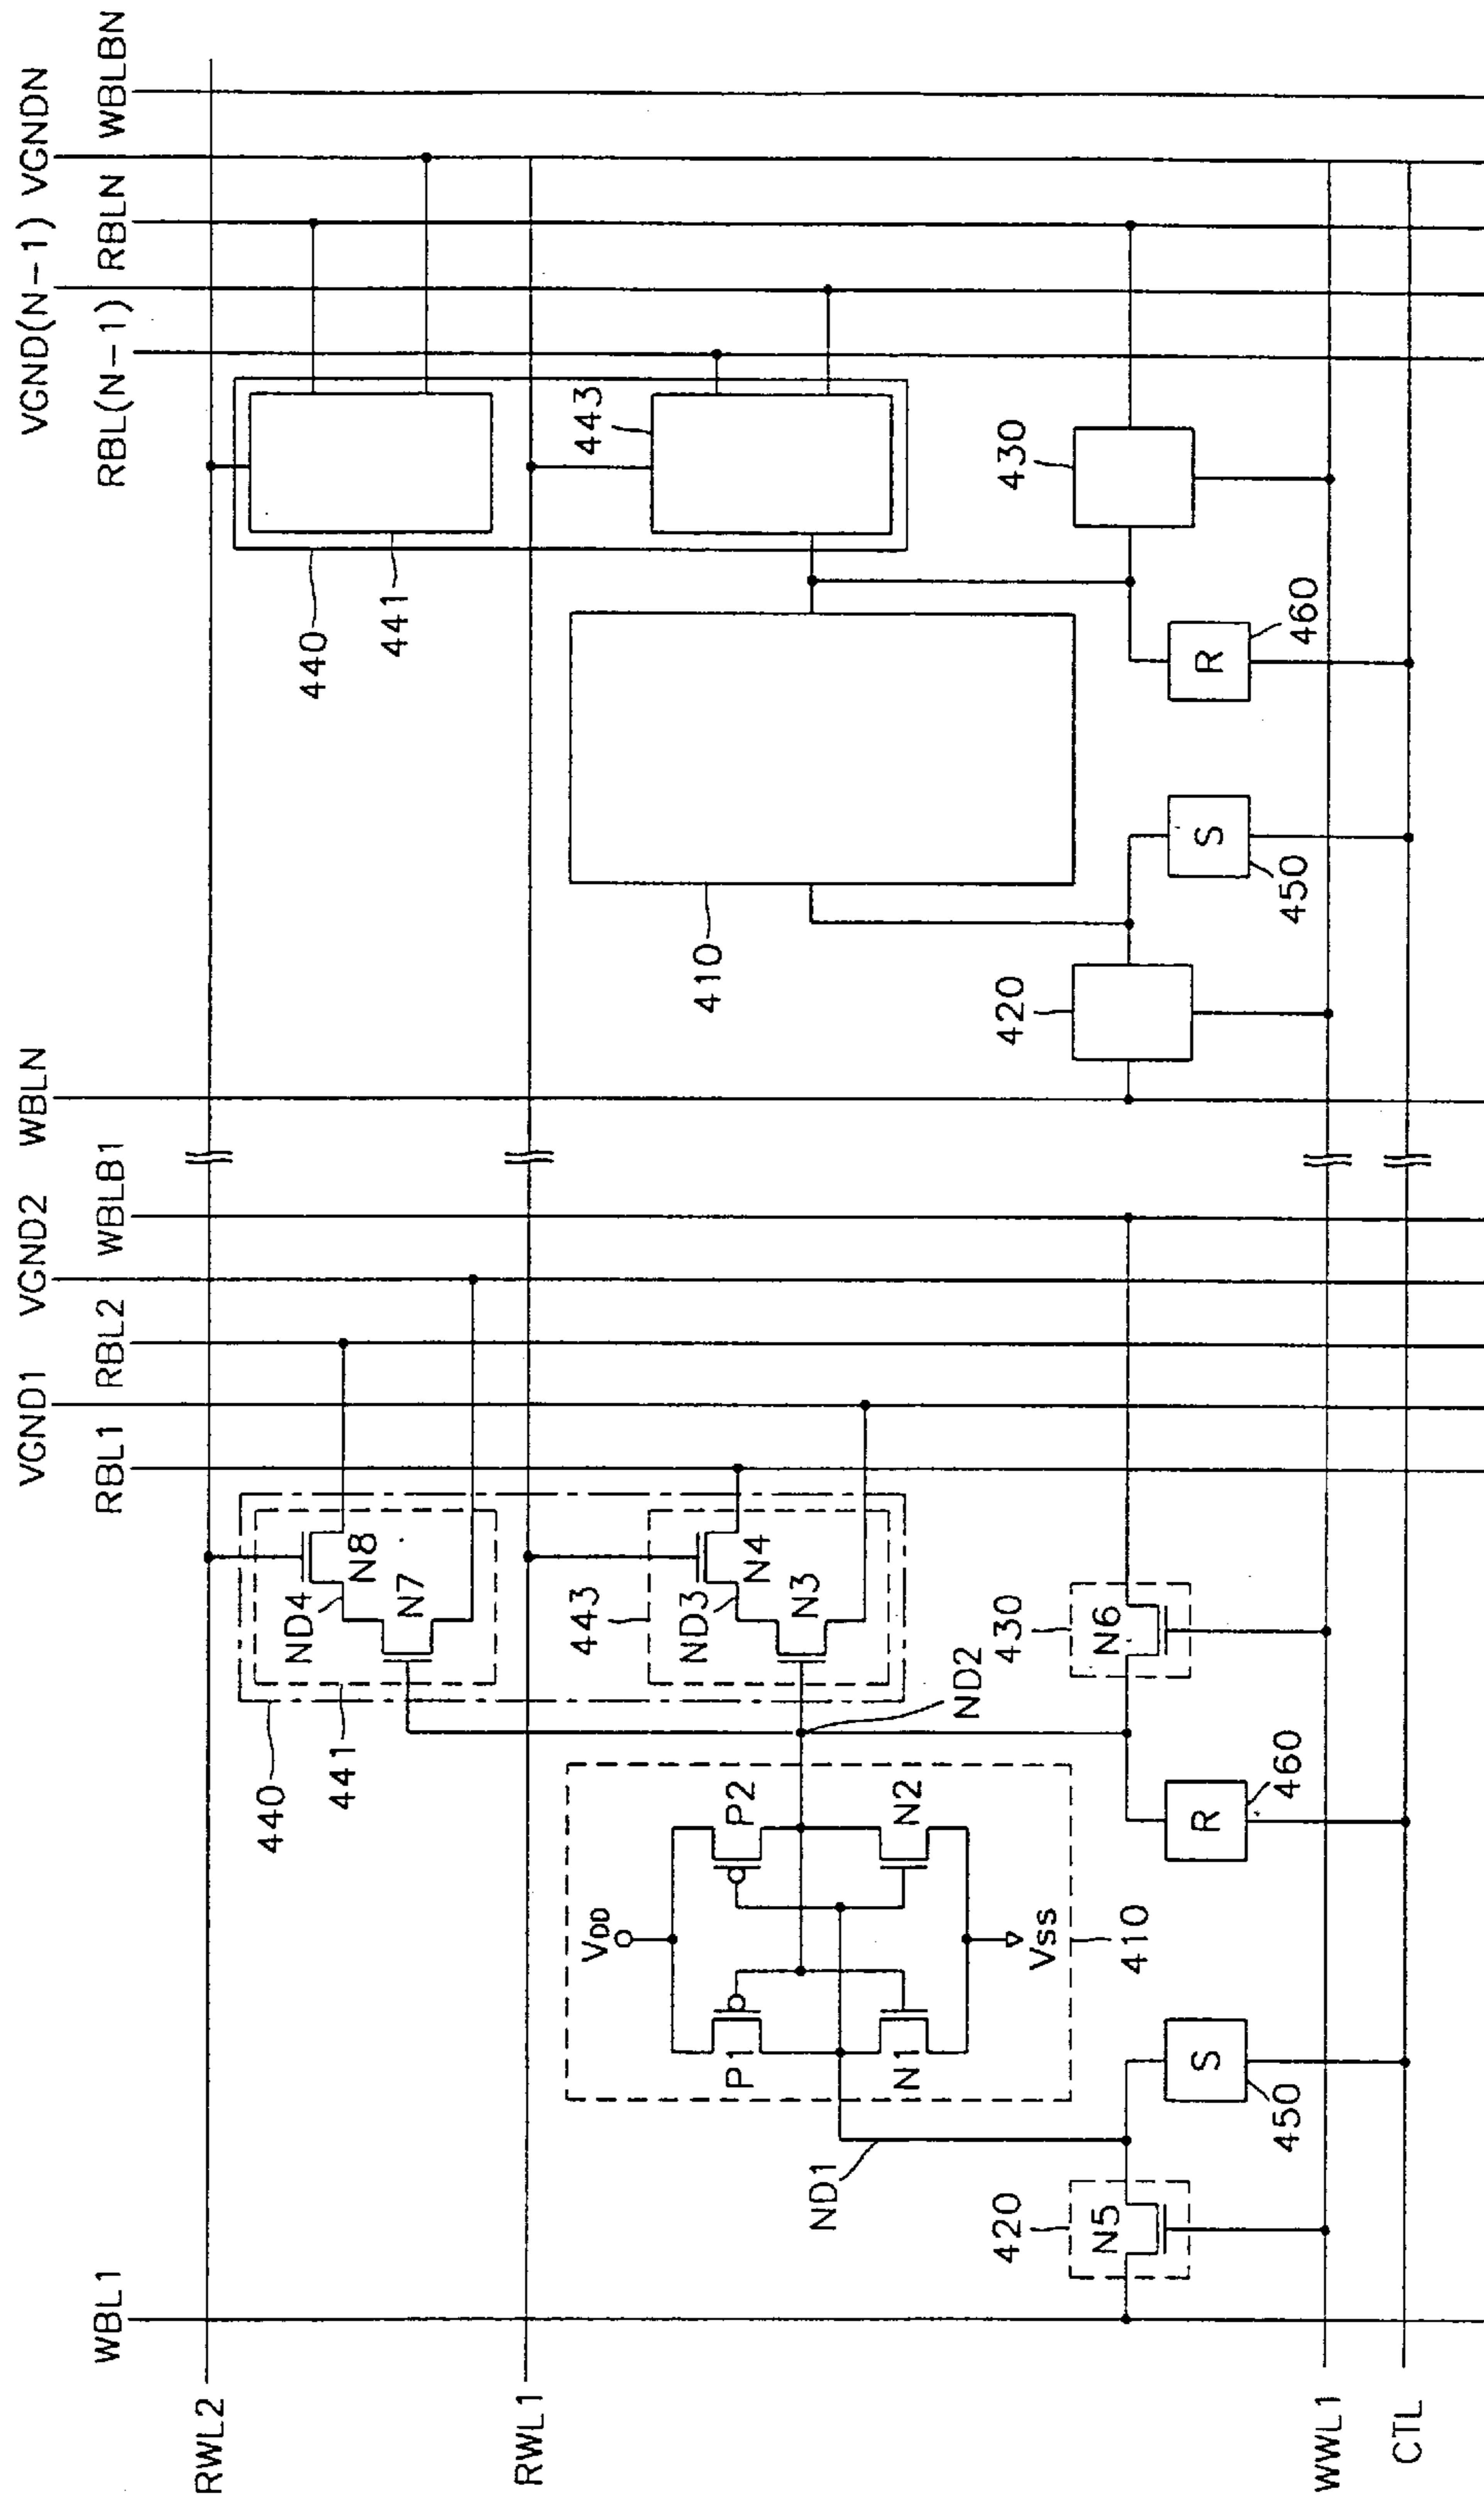 WBL1
VGND1
RBL1
VGND2
RBL2
WBLB1
WBLN
VGND(N-1)
RBL(N-1)
VGNDN
RBLN
WBLBN
RWL2
440
441
ND4
N8
N7
440
441
RWL1
443
ND3
N4
N3
443
VDD
P1
P2
N1
N2
VSS
410
ND1
ND2
410
420
N5
430
N6
420
430
450
S
R
460
450
S
R
460
WWL1
CTL